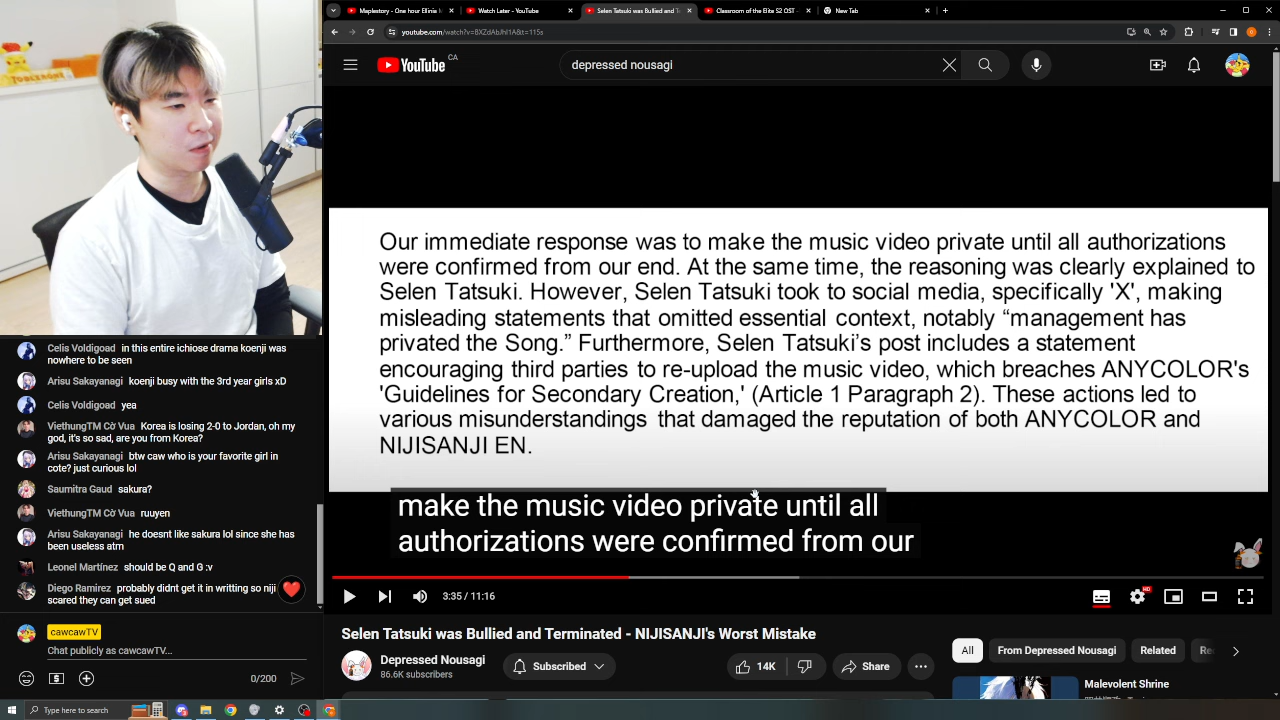 Maplestory - One hour Ellinia M
Watch Later - YouTube
Selen Tatsuki was Bullied and Te
Classroom of the Elite S2 OST -
New Tab
youtube.com/watch?v=8XZdAbJhI1A&t=115s
YouTube CA
depressed nousagi
Our immediate response was to make the music video private until all authorizations
were confirmed from our end. At the same time, the reasoning was clearly explained to
Selen Tatsuki. However, Selen Tatsuki took to social media, specifically 'X', making
misleading statements that omitted essential context, notably “management has
privated the Song.” Furthermore, Selen Tatsuki’s post includes a statement
encouraging third parties to re-upload the music video, which breaches ANYCOLOR's
'Guidelines for Secondary Creation,' (Article 1 Paragraph 2). These actions led to
various misunderstandings that damaged the reputation of both ANYCOLOR and
NIJISANJI EN.
make the music video private until all
authorizations were confirmed from our
3:35 / 11:16
HD
Selen Tatsuki was Bullied and Terminated - NIJISANJI's Worst Mistake
Depressed Nousagi
86.6K subscribers
Subscribed
14K
Share
All
From Depressed Nousagi
Related
Re
Malevolent Shrine
Celis Voldigoad in this entire ichiose drama koenji was
nowhere to be seen
Arisu Sakayanagi koenji busy with the 3rd year girls xD
Celis Voldigoad yea
ViethungTM Cờ Vua Korea is losing 2-0 to Jordan, oh my
god, it's so sad, are you from Korea?
Arisu Sakayanagi btw caw who is your favorite girl in
cote? just curious lol
Saumitra Gaud sakura?
ViethungTM Cờ Vua ruuyen
Arisu Sakayanagi he doesnt like sakura lol since she has
been useless atm
Leonel Martínez should be Q and G :v
Diego Ramirez probably didnt get it in writting so niji
scared they can get sued
cawcawTV
Chat publicly as cawcawTV...
0/200
Type here to search